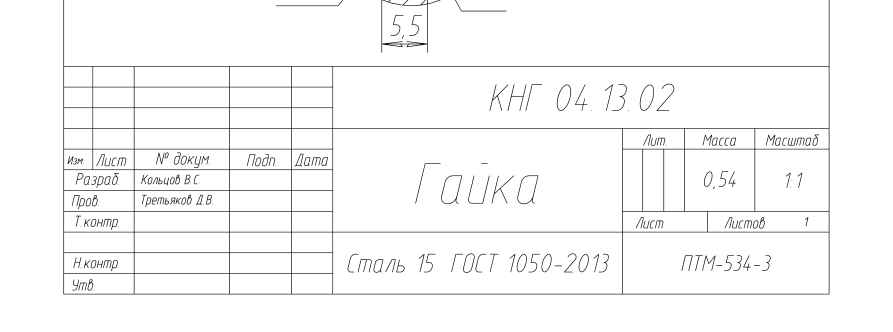 5,5
КНГ 04.13.02
Лит. Масса Масштаб
Изм Лист № докум. Подп. Дата
Гайка
Разраб. Кольцов В.С.
0,54 1:1
Пров. Третьяков Д.В.
Т.контр.
Лист Листов 1
Сталь 15 ГОСТ 1050-2013
ПТМ-534-3
Н.контр.
Утв